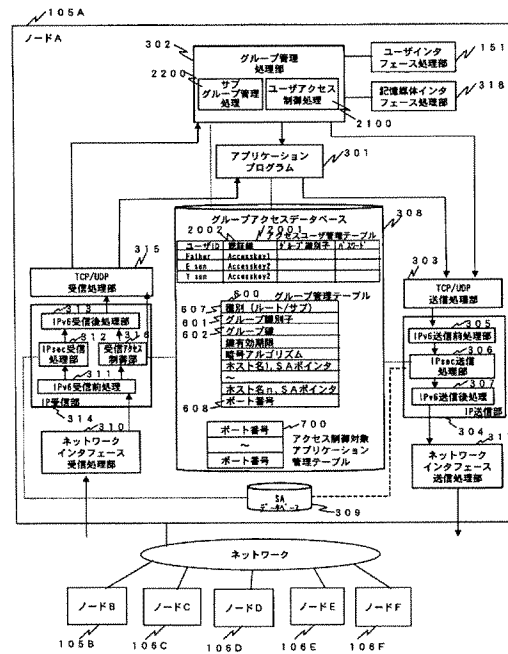 105A
ノードA
302
グループ管理
処理部
2200
サブ
グループ管理
処理
ユーザアクセス
制御処理
2100
ユーザインタ
フェース処理部
151
記憶媒体インタ
フェース処理部
318
アプリケーション
プログラム
301
グループアクセスデータベース
308
2002
2001
アクセスユーザ管理テーブル
ユーザID
認証鍵
グループ識別子
パスワード
Father
Accesskey1
E son
Accesskey2
Y son
Accesskey2
600
グループ管理テーブル
607
種別(ルート/サブ)
601
グループ識別子
602
グループ鍵
鍵有効期限
暗号アルゴリズム
ホスト名1, SAポインタ
~
ホスト名n, SAポインタ
608
ポート番号
700
ポート番号
~
ポート番号
アクセス制御対象
アプリケーション
管理テーブル
SA
データベース
309
315
TCP/UDP
受信処理部
313
IPv6受信後処理部
312
IPsec受信
処理部
316
受信アクセス
制御部
311
IPv6受信前処理
IP受信部
314
310
ネットワーク
インタフェース
受信処理部
303
TCP/UDP
送信処理部
305
IPv6送信前処理部
306
IPsec送信
処理部
307
IPv6送信後処理
IP送信部
304
ネットワーク
インタフェース
送信処理部
ネットワーク
ノードB
ノードC
ノードD
ノードE
ノードF
105B
106C
106D
106E
106F